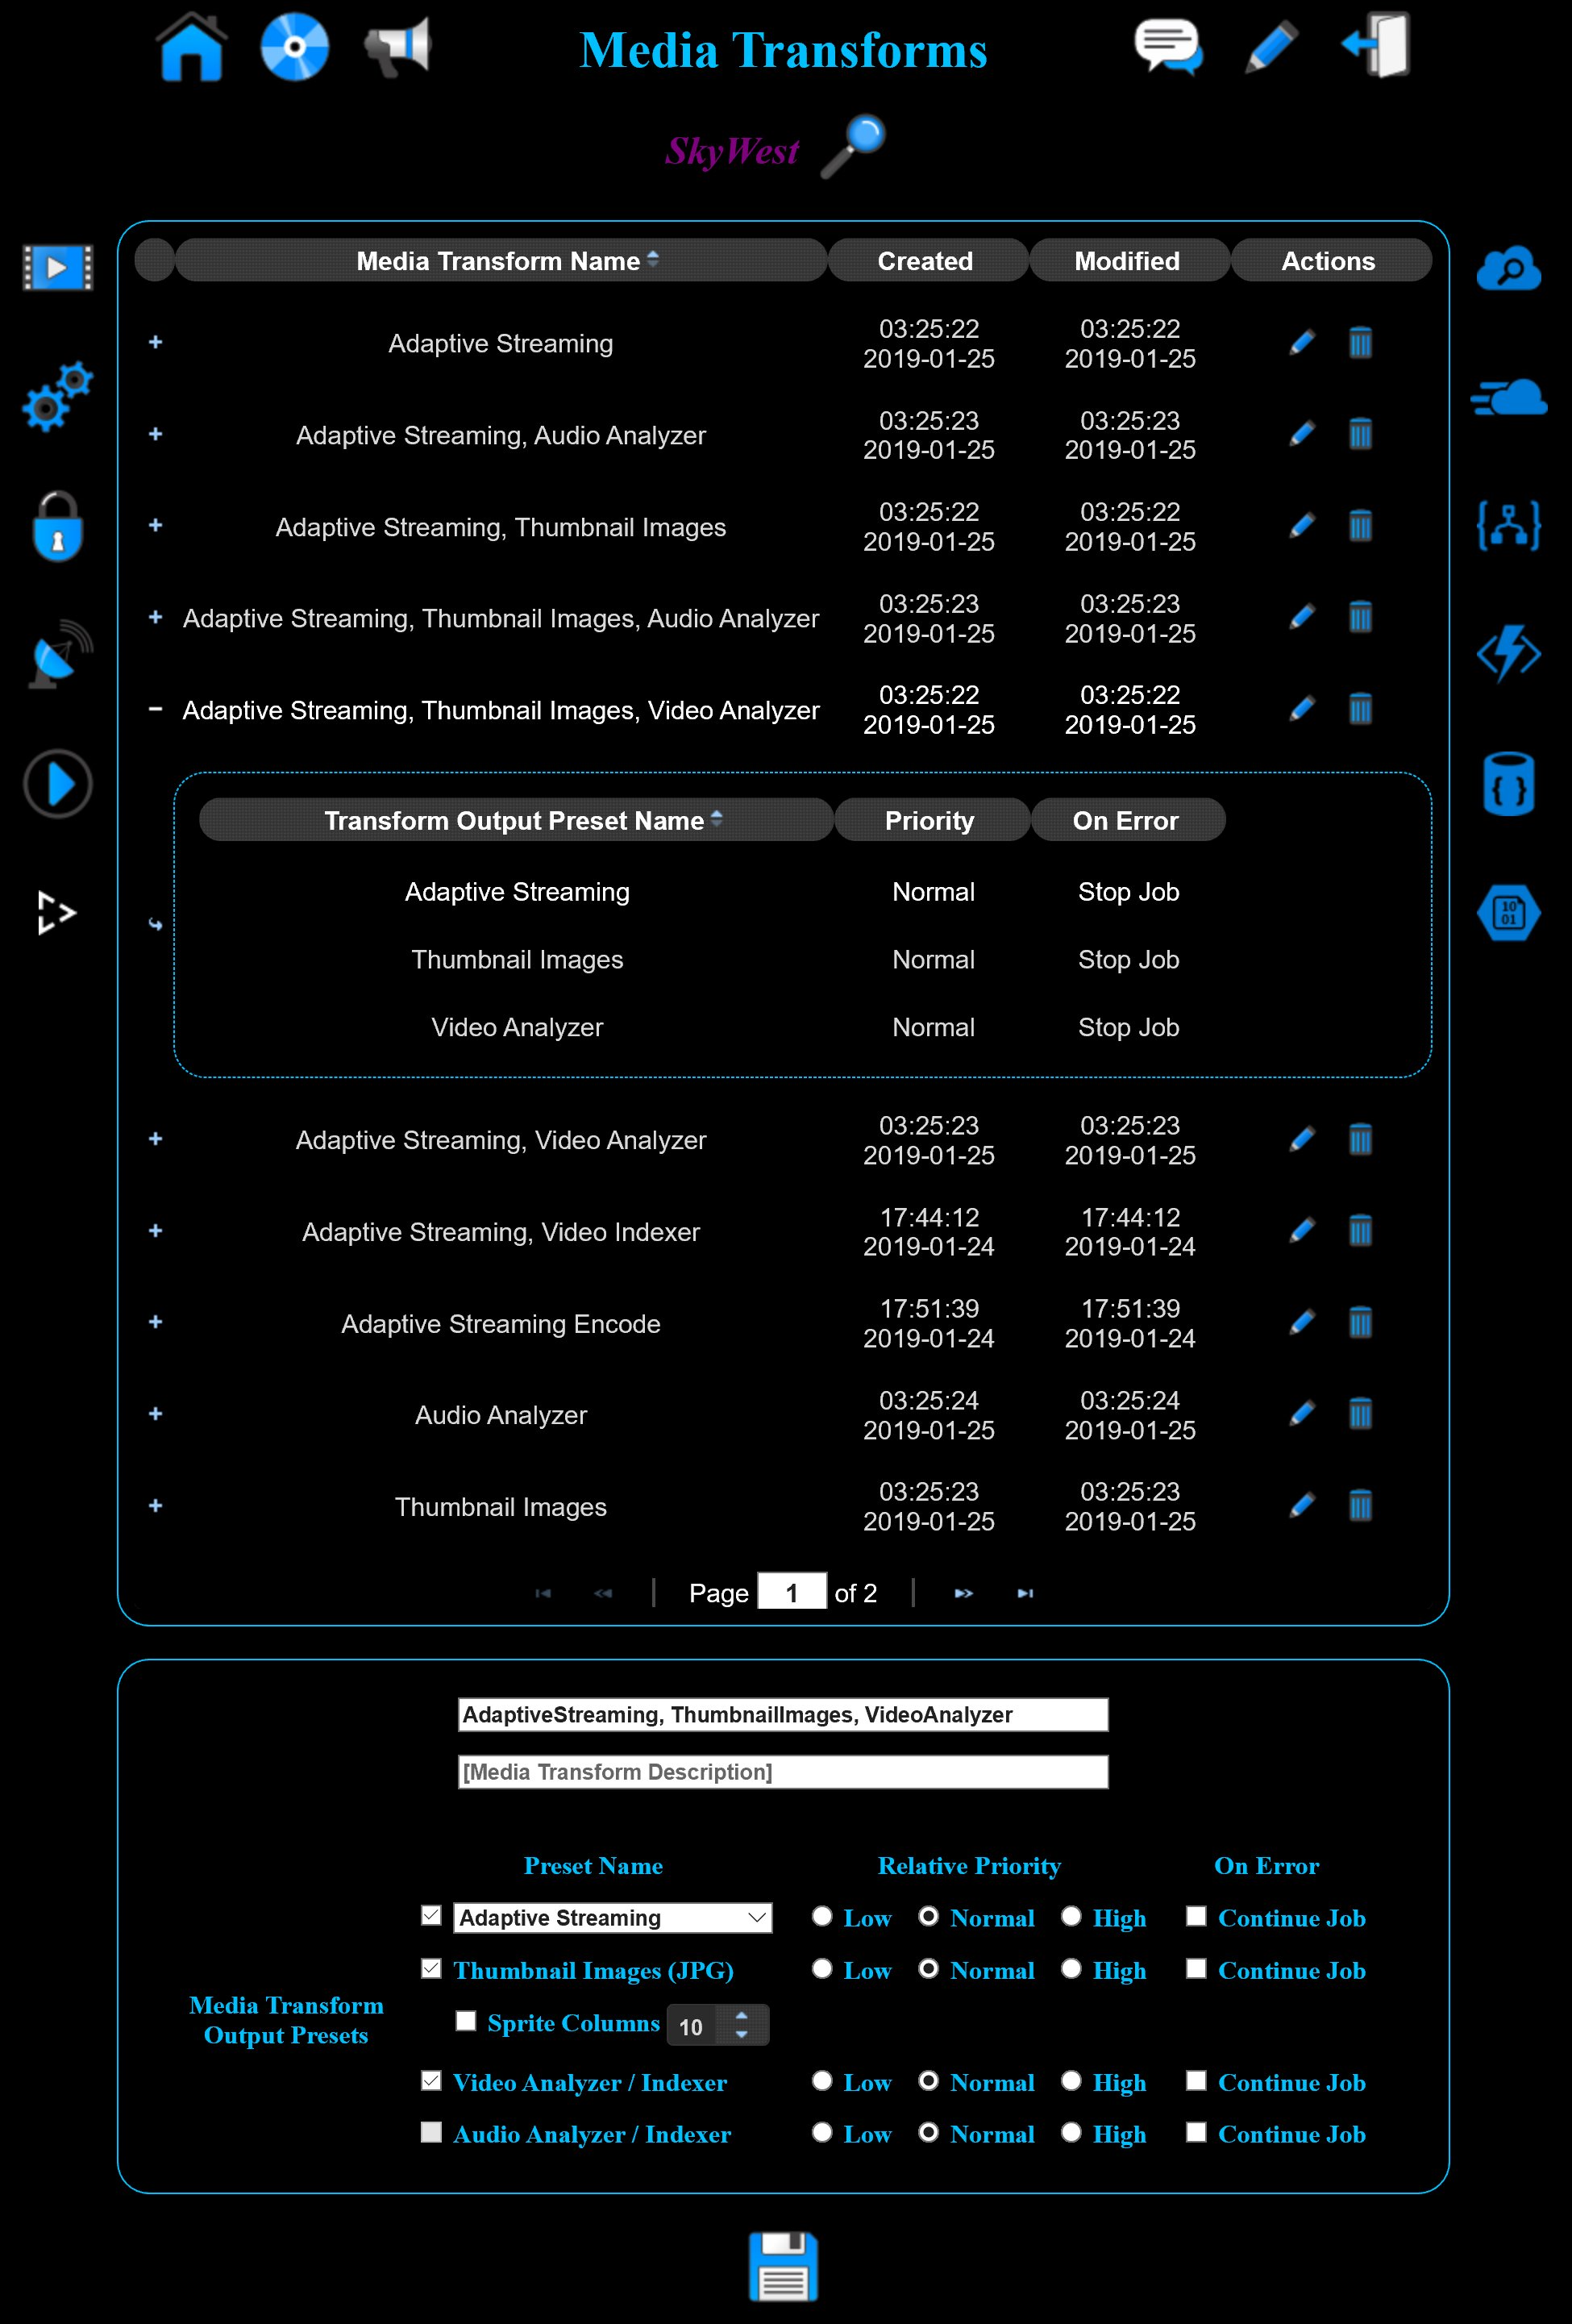 Media Transforms
SkyWest
Media Transform Name Created Modified Actions
Adaptive Streaming 03:25:22 2019-01-25 03:25:22 2019-01-25
Adaptive Streaming, Audio Analyzer 03:25:23 2019-01-25 03:25:23 2019-01-25
Adaptive Streaming, Thumbnail Images 03:25:22 2019-01-25 03:25:22 2019-01-25
Adaptive Streaming, Thumbnail Images, Audio Analyzer 03:25:23 2019-01-25 03:25:23 2019-01-25
Adaptive Streaming, Thumbnail Images, Video Analyzer 03:25:22 2019-01-25 03:25:22 2019-01-25
Transform Output Preset Name Priority On Error
Adaptive Streaming Normal Stop Job
Thumbnail Images Normal Stop Job
Video Analyzer Normal Stop Job
Adaptive Streaming, Video Analyzer 03:25:23 2019-01-25 03:25:23 2019-01-25
Adaptive Streaming, Video Indexer 17:44:12 2019-01-24 17:44:12 2019-01-24
Adaptive Streaming Encode 17:51:39 2019-01-24 17:51:39 2019-01-24
Audio Analyzer 03:25:24 2019-01-25 03:25:24 2019-01-25
Thumbnail Images 03:25:23 2019-01-25 03:25:23 2019-01-25
Page 1 of 2
AdaptiveStreaming, ThumbnailImages, VideoAnalyzer
[Media Transform Description]
Preset Name Relative Priority On Error
Adaptive Streaming Low Normal High Continue Job
Thumbnail Images (JPG) Low Normal High Continue Job
Media Transform Output Presets
Sprite Columns 10
Video Analyzer / Indexer Low Normal High Continue Job
Audio Analyzer / Indexer Low Normal High Continue Job
10
01